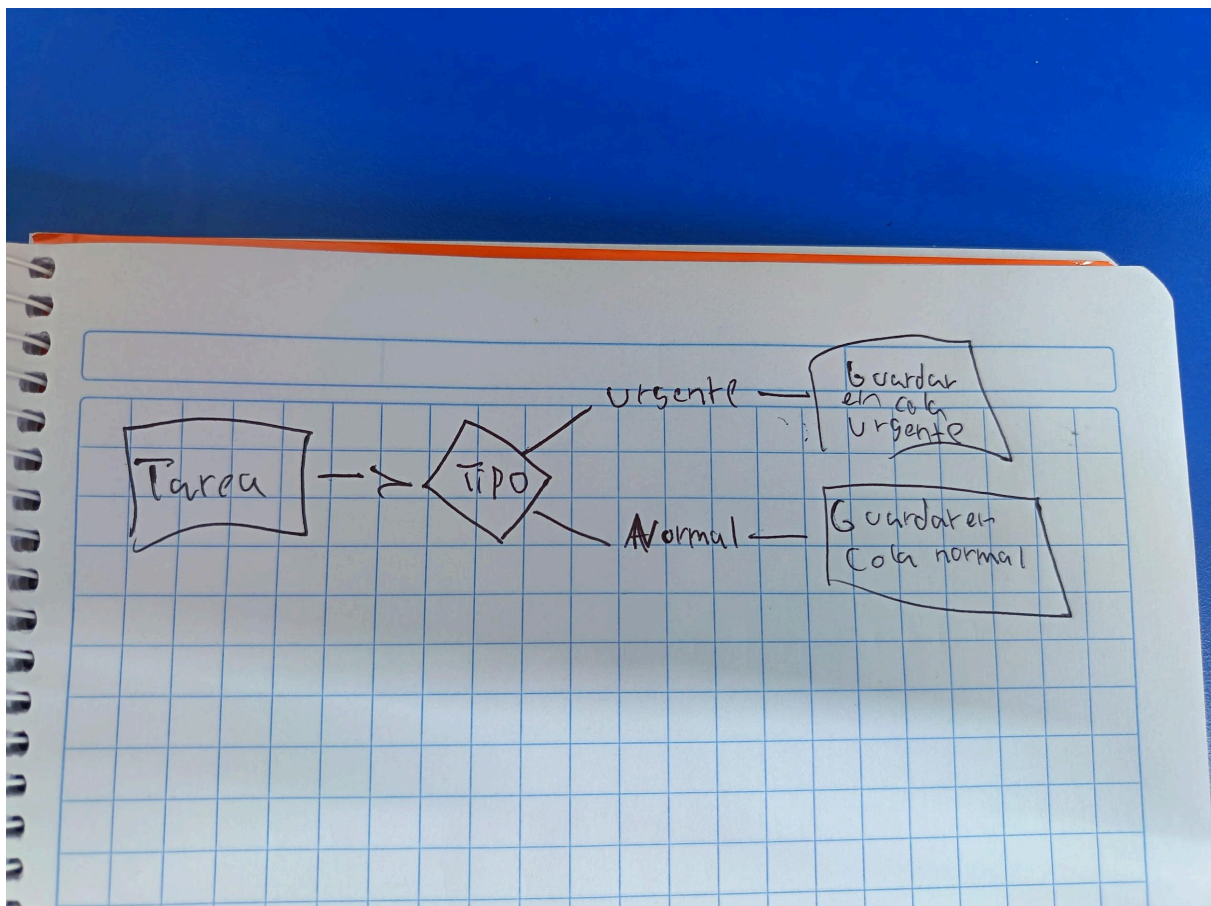 Tarea
TIPO
urgente
Guardar
en cola
urgente
Normal
Guardar en
Cola normal